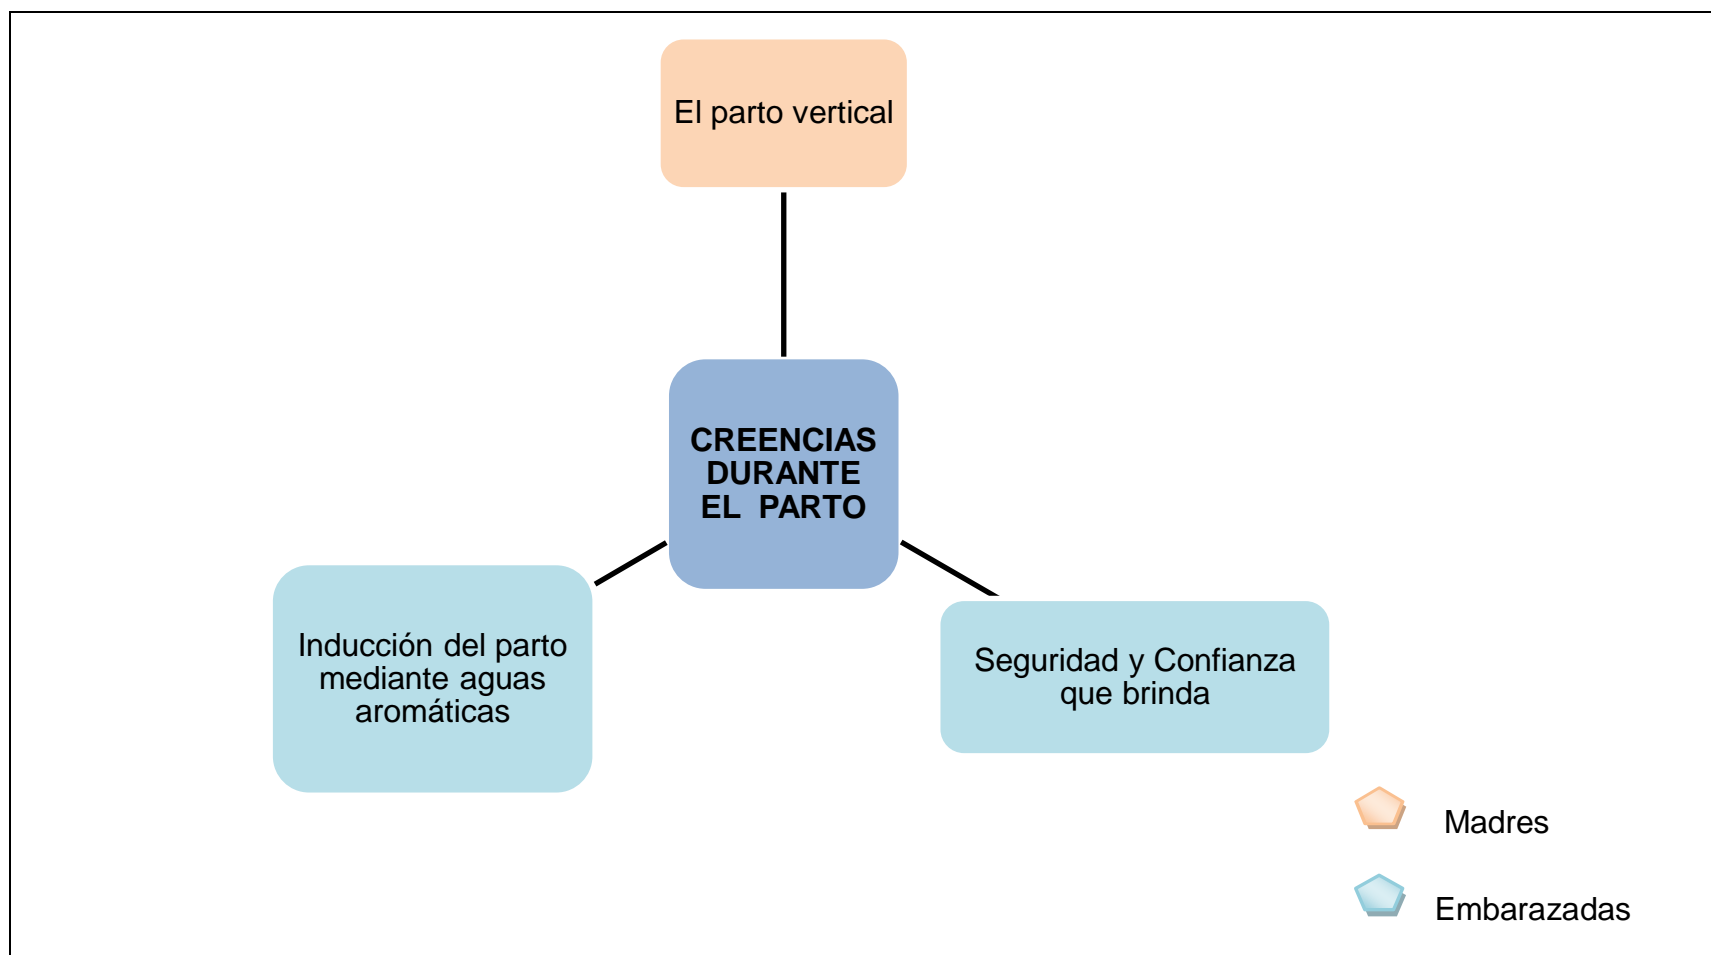 El parto vertical
CREENCIAS
DURANTE
EL  PARTO
Inducción del parto
mediante aguas
aromáticas
Seguridad y Confianza
que brinda
Madres
Embarazadas